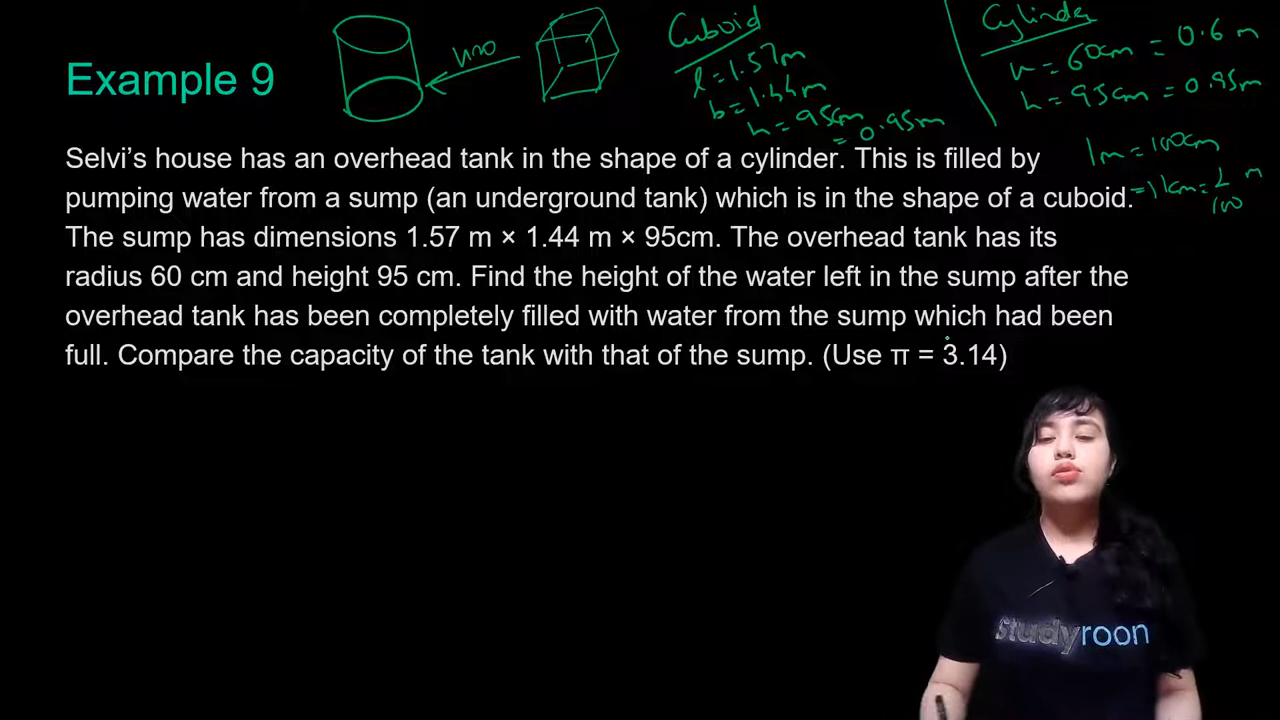 Example 9
H2O
Cuboid
l = 1.57m
b = 1.44m
h = 95cm
= 0.95m
Cylinder
r = 60cm = 0.6 m
h = 95cm = 0.95m
1m = 100cm
=) 1cm = 1/100 m
Selvi’s house has an overhead tank in the shape of a cylinder. This is filled by
pumping water from a sump (an underground tank) which is in the shape of a cuboid.
The sump has dimensions 1.57 m × 1.44 m × 95cm. The overhead tank has its
radius 60 cm and height 95 cm. Find the height of the water left in the sump after the
overhead tank has been completely filled with water from the sump which had been
full. Compare the capacity of the tank with that of the sump. (Use π = 3.14)
studyroon